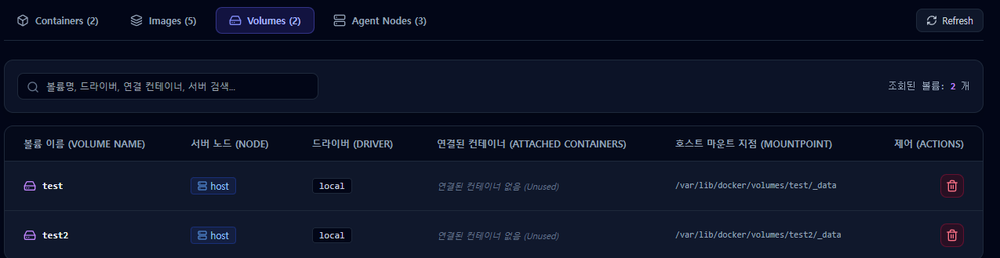 Containers (2) Images (5) Volumes (2) Agent Nodes (3) Refresh
볼륨명, 드라이버, 연결 컨테이너, 서버 검색... 조회된 볼륨: 2 개
볼륨 이름 (VOLUME NAME) 서버 노드 (NODE) 드라이버 (DRIVER) 연결된 컨테이너 (ATTACHED CONTAINERS) 호스트 마운트 지점 (MOUNTPOINT) 제어 (ACTIONS)
test host local 연결된 컨테이너 없음 (Unused) /var/lib/docker/volumes/test/_data
test2 host local 연결된 컨테이너 없음 (Unused) /var/lib/docker/volumes/test2/_data